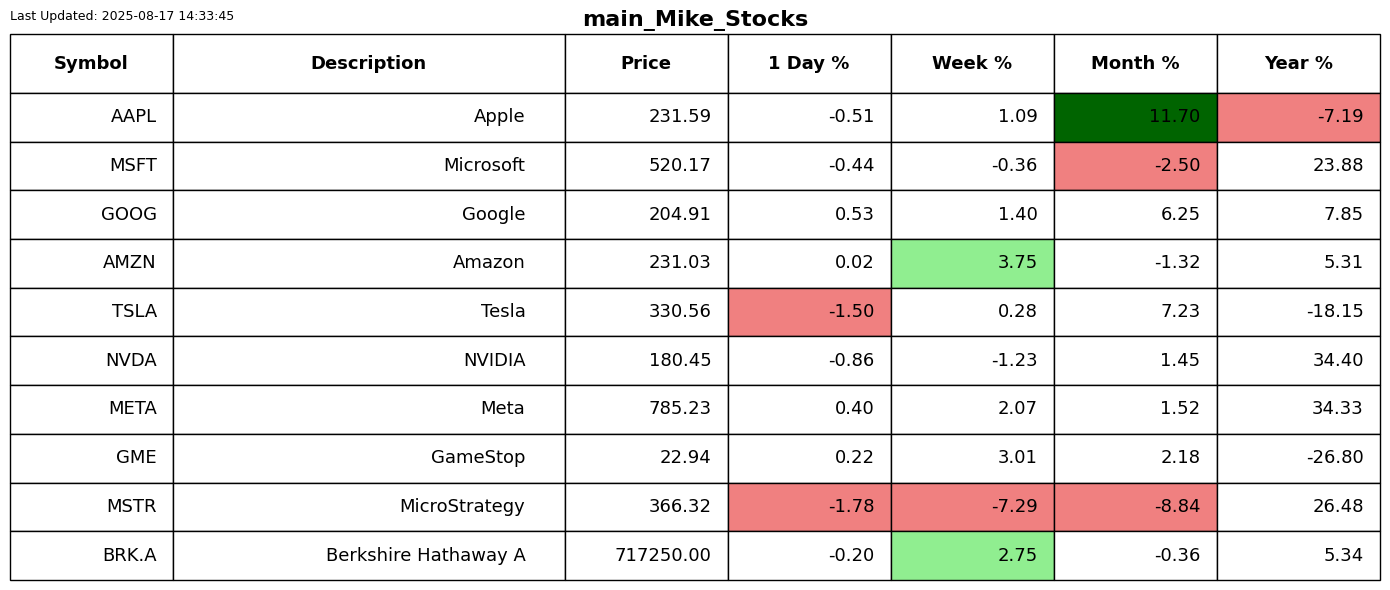 Last Updated: 2025-08-17 14:33:45
main_Mike_Stocks
Symbol Description Price 1 Day % Week % Month % Year %
AAPL Apple 231.59 -0.51 1.09 11.70 -7.19
MSFT Microsoft 520.17 -0.44 -0.36 -2.50 23.88
GOOG Google 204.91 0.53 1.40 6.25 7.85
AMZN Amazon 231.03 0.02 3.75 -1.32 5.31
TSLA Tesla 330.56 -1.50 0.28 7.23 -18.15
NVDA NVIDIA 180.45 -0.86 -1.23 1.45 34.40
META Meta 785.23 0.40 2.07 1.52 34.33
GME GameStop 22.94 0.22 3.01 2.18 -26.80
MSTR MicroStrategy 366.32 -1.78 -7.29 -8.84 26.48
BRK.A Berkshire Hathaway A 717250.00 -0.20 2.75 -0.36 5.34